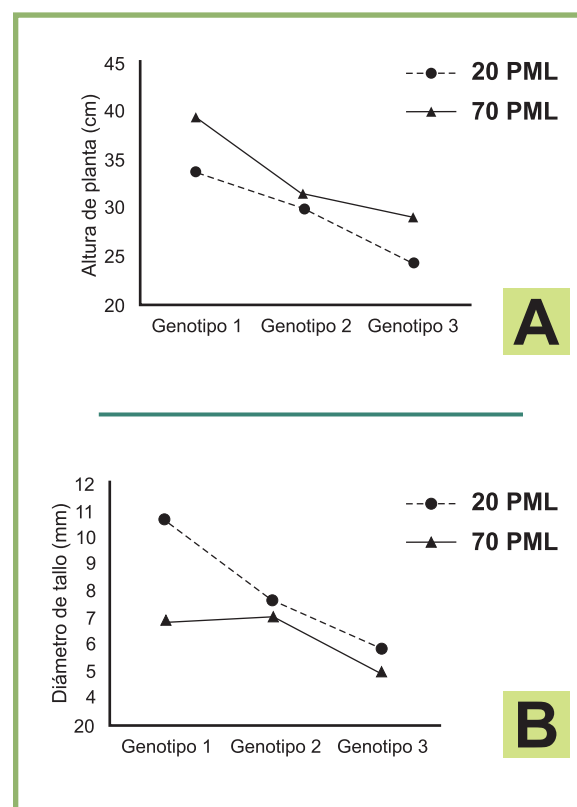 45
40
35
30
25
20
Altura de planta (cm)
20 PML
70 PML
Genotipo 1
Genotipo 2
Genotipo 3
A
12
11
10
9
8
7
6
5
4
20
Diámetro de tallo (mm)
20 PML
70 PML
Genotipo 1
Genotipo 2
Genotipo 3
B